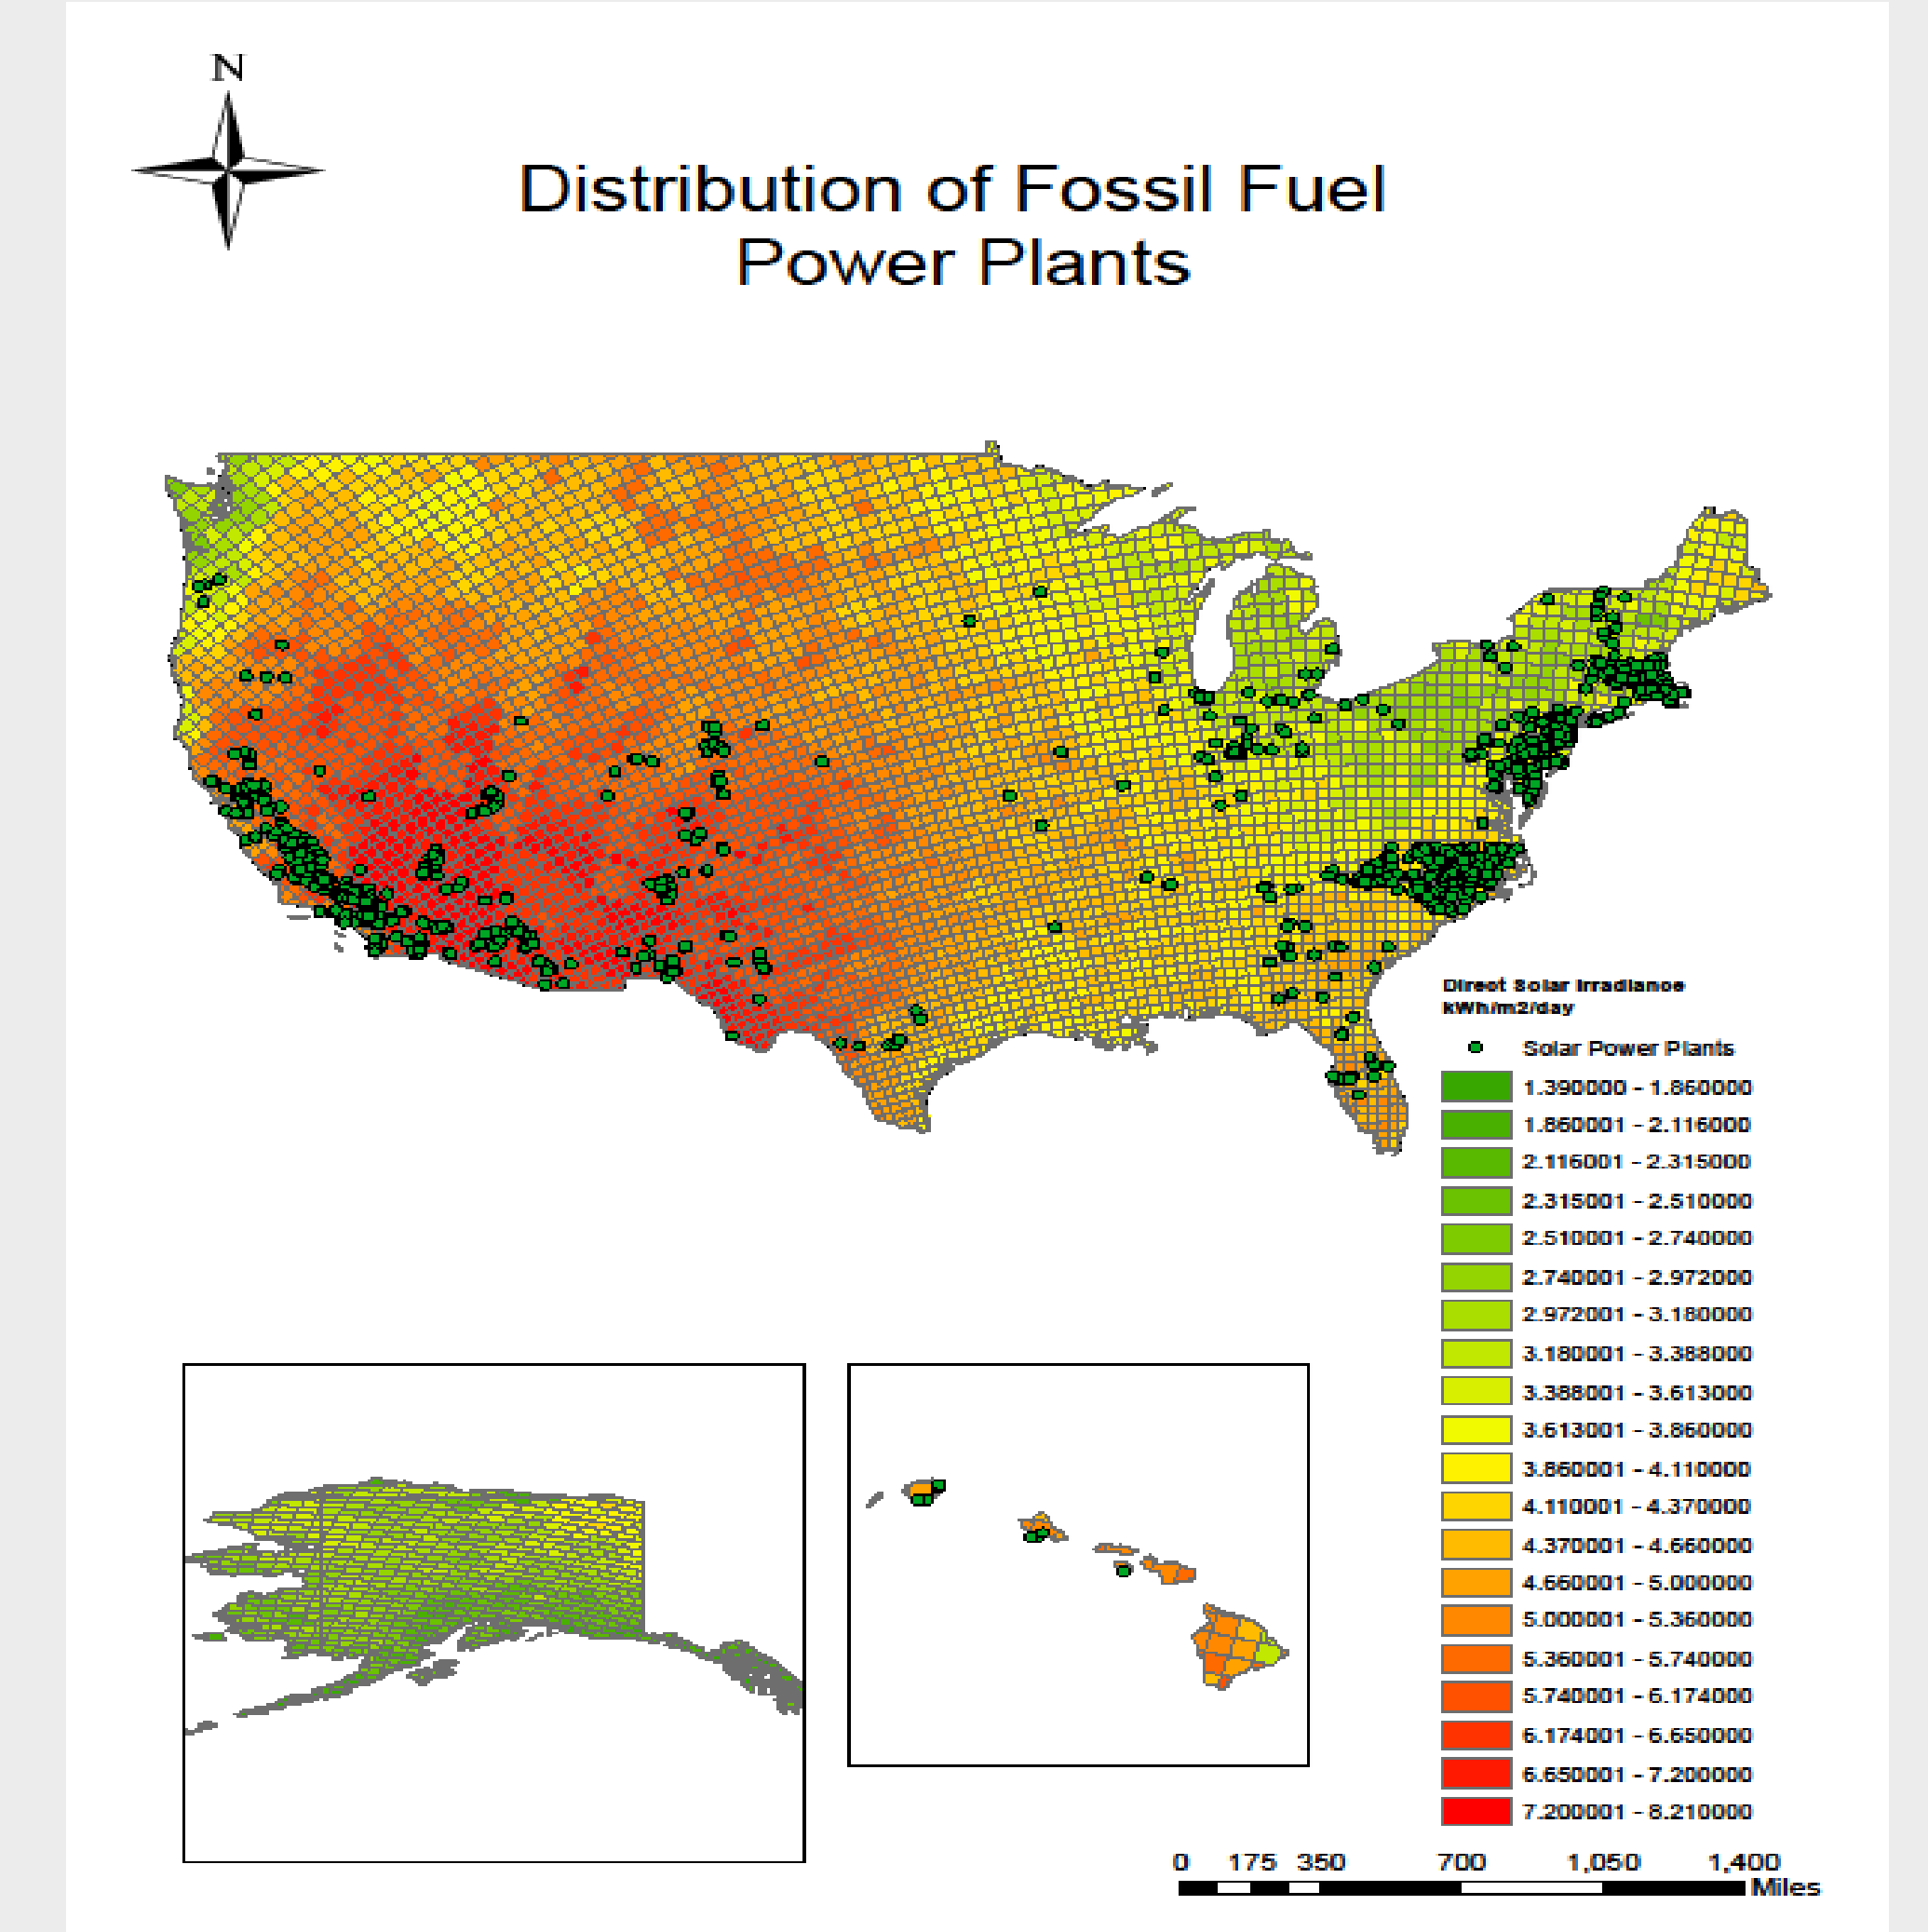 N
Distribution of Fossil Fuel
Power Plants
Direct Solar Irradiance
kWh/m2/day
Solar Power Plants
1.390000 - 1.860000
1.860001 - 2.116000
2.116001 - 2.315000
2.315001 - 2.510000
2.510001 - 2.740000
2.740001 - 2.972000
2.972001 - 3.180000
3.180001 - 3.388000
3.388001 - 3.613000
3.613001 - 3.860000
3.860001 - 4.110000
4.110001 - 4.370000
4.370001 - 4.660000
4.660001 - 5.000000
5.000001 - 5.360000
5.360001 - 5.740000
5.740001 - 6.174000
6.174001 - 6.650000
6.650001 - 7.200000
7.200001 - 8.210000
0 175 350 700 1,050 1,400
Miles